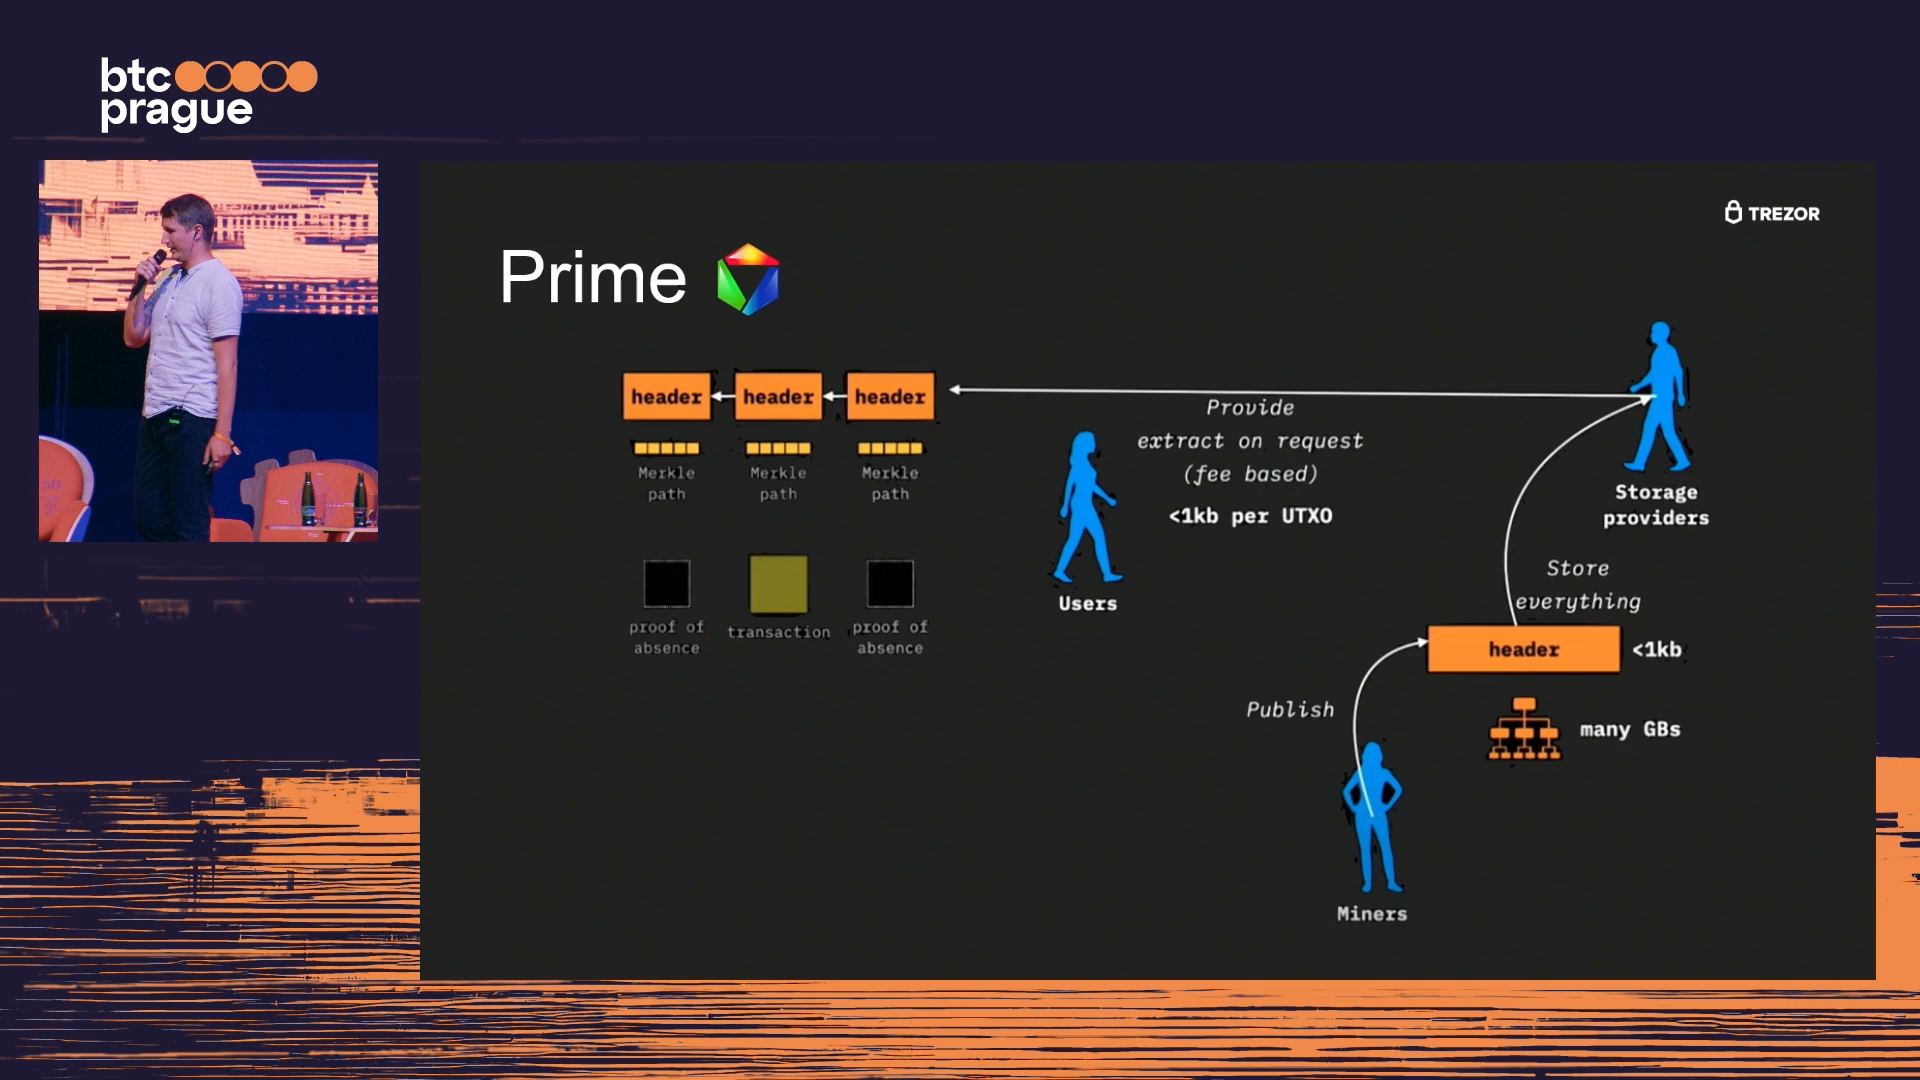 btc
prague
TREZOR
Prime
header header header
Merkle path
Merkle path
Merkle path
proof of absence
transaction
proof of absence
Users
Provide
extract on request
(fee based)
<1kb per UTXO
Storage
providers
Store
everything
header <1kb
Publish
many GBs
Miners